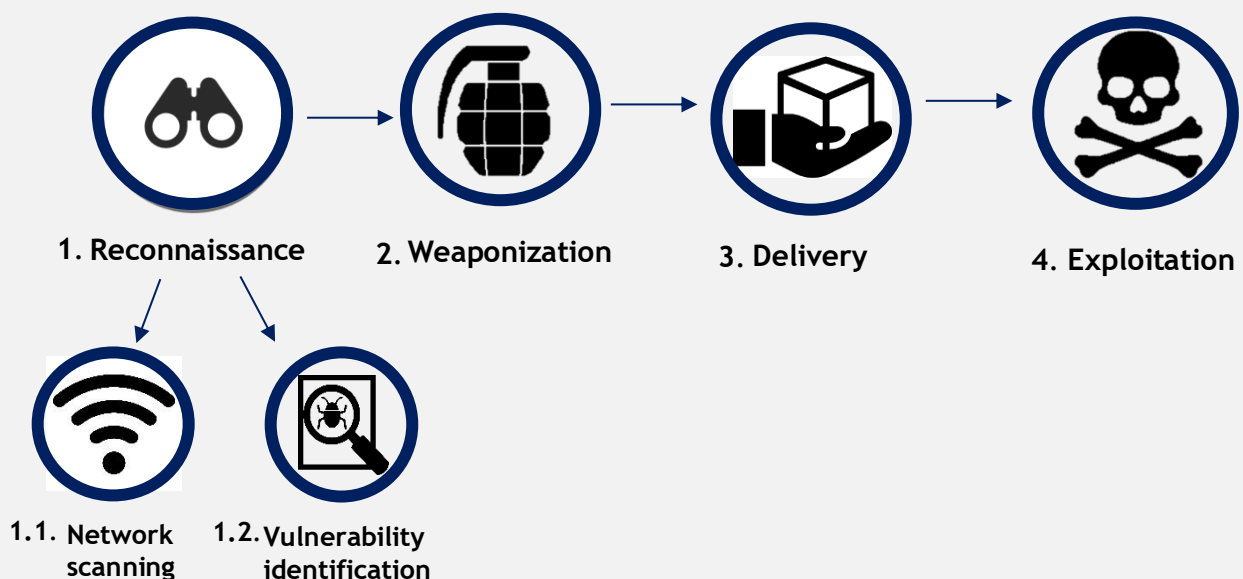 1. Reconnaissance
2. Weaponization
3. Delivery
4. Exploitation
1.1. Network
scanning
1.2. Vulnerability
identification